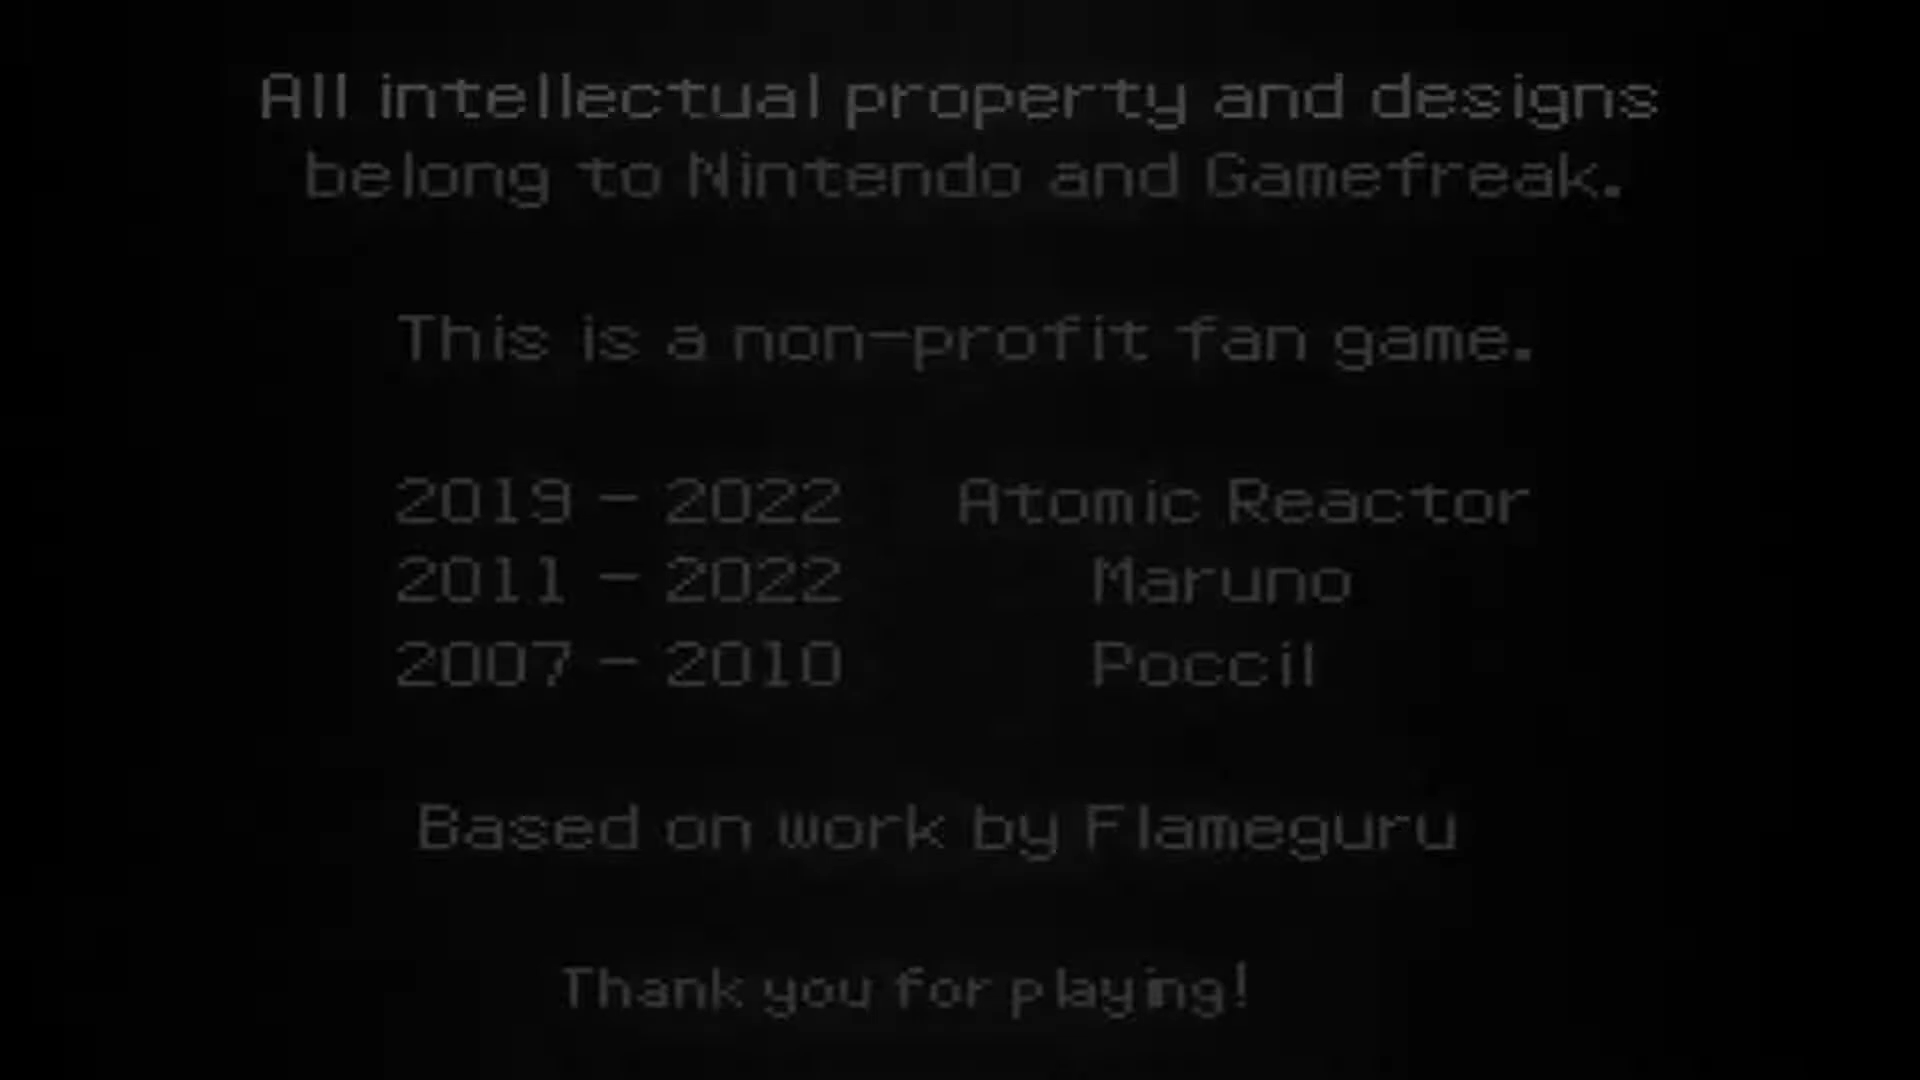 All intellectual property and designs
belong to Nintendo and Gamefreak.
This is a non-profit fan game.
2019 - 2022 Atomic Reactor
2011 - 2022 Maruno
2007 - 2010 Poccil
Based on work by Flameguru
Thank you for playing!